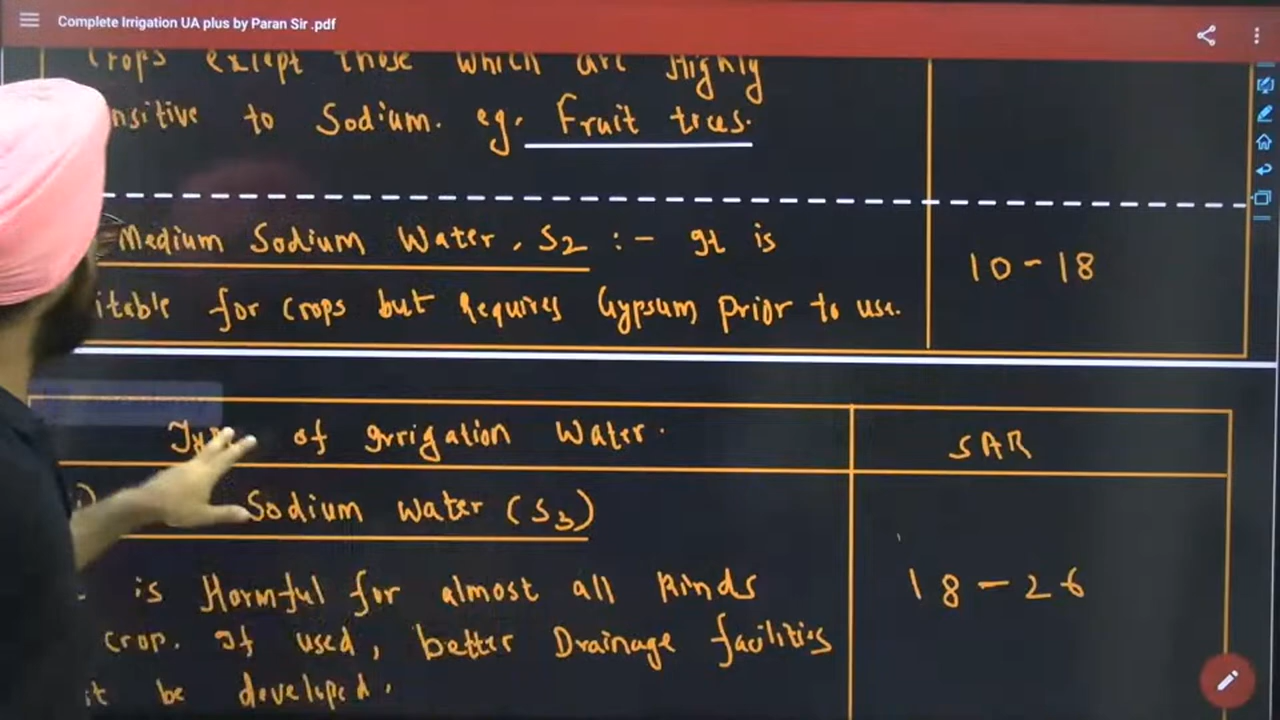 Complete Irrigation UA plus by Paran Sir .pdf
Crops except those which are Highly
nsitive to Sodium. eg. Fruit trees.
Medium Sodium Water, S2 :- It is
10-18
itable for crops but Requires Gypsum prior to use.
of Irrigation Water.
SAR
Sodium water (S3)
is Harmful for almost all kinds
18-26
crop. If used, better Drainage facilities
be developed.